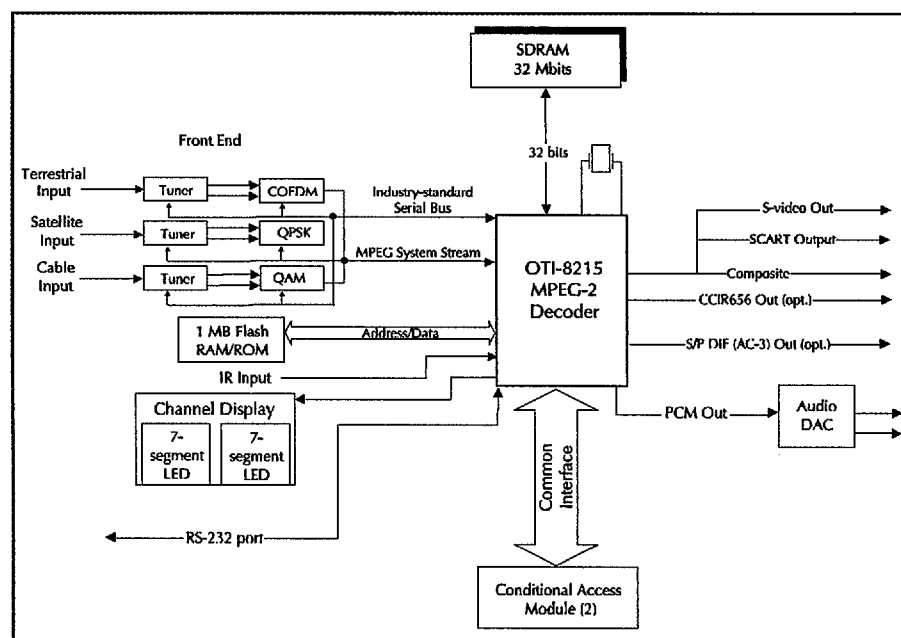 SDRAM
32 Mbits
Front End
32 bits
Terrestrial
Input
Tuner
COFDM
Industry-standard
Serial Bus
S-video Out
Satellite
Input
Tuner
QPSK
SCART Output
MPEG System Stream
Cable
Input
Tuner
QAM
OTI-8215
MPEG-2
Decoder
Composite
CCIR656 Out (opt.)
1 MB Flash
RAM/ROM
Address/Data
S/P DIF (AC-3) Out (opt.)
IR Input
Channel Display
7-
segment
LED
7-
segment
LED
PCM Out
Audio
DAC
Common
Interface
RS-232 port
Conditional Access
Module (2)